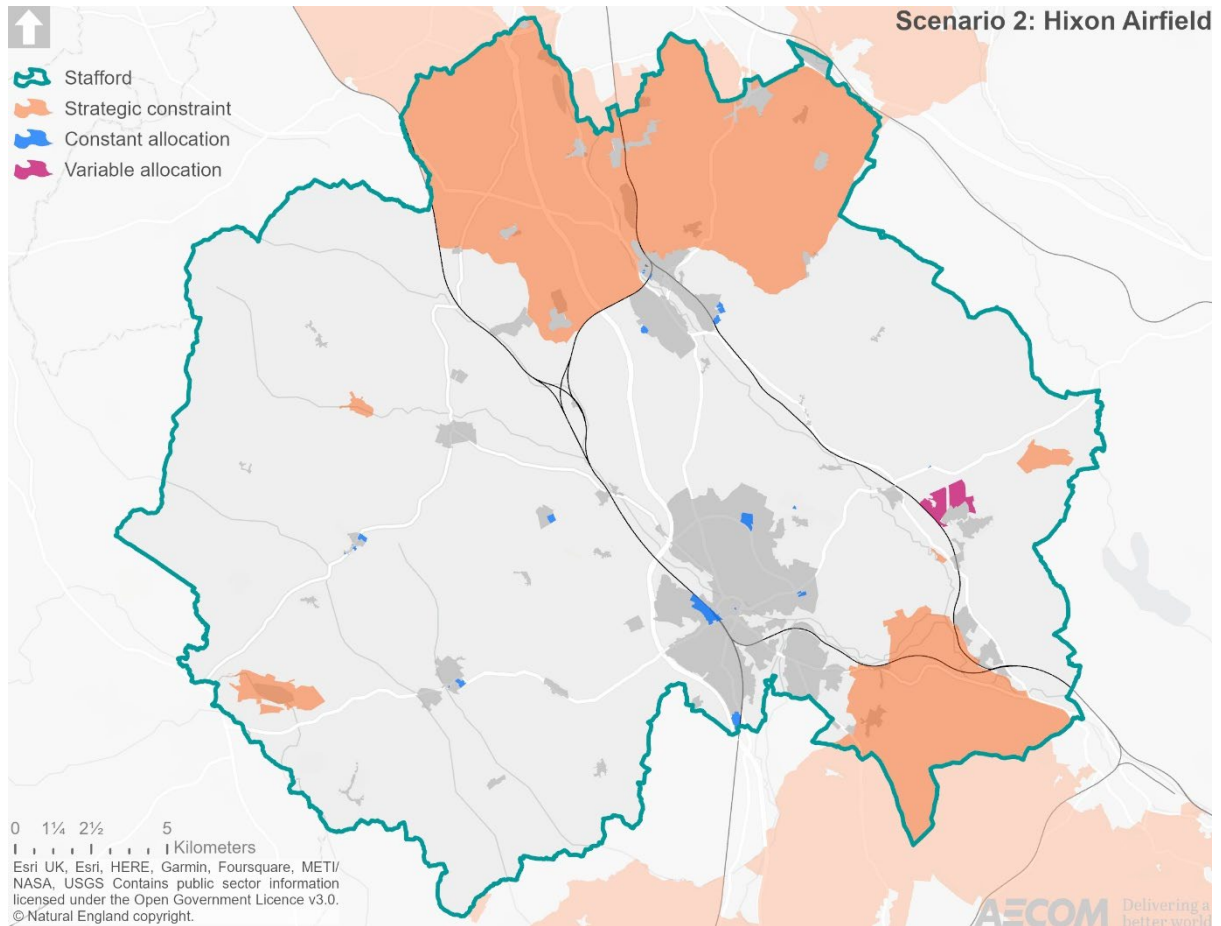 Scenario 2: Hixon Airfield
Stafford
Strategic constraint
Constant allocation
Variable allocation
0 1¼ 2½ 5
Kilometers
Esri UK, Esri, HERE, Garmin, Foursquare, METI/
NASA, USGS Contains public sector information
licensed under the Open Government Licence v3.0.
© Natural England copyright.
AECOM Delivering a
better world